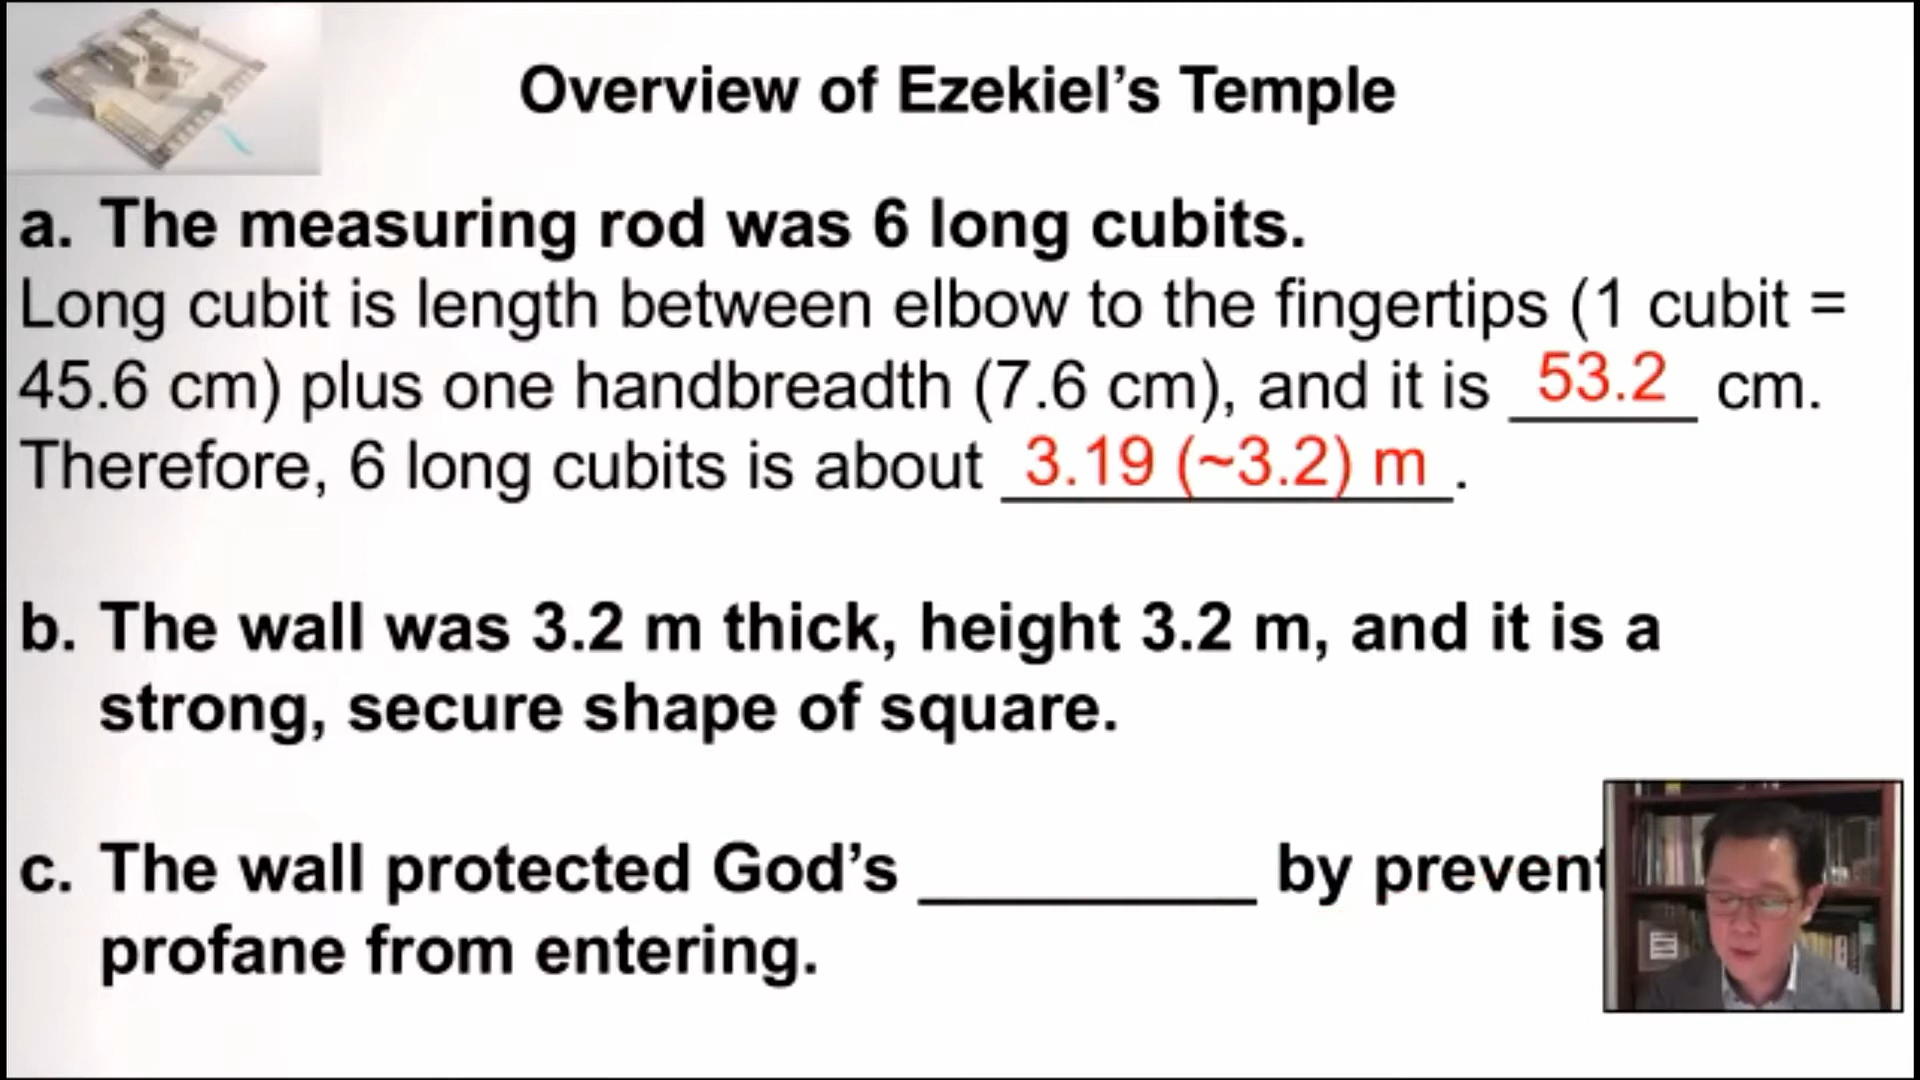 Overview of Ezekiel's Temple
a. The measuring rod was 6 long cubits.
Long cubit is length between elbow to the fingertips (1 cubit =
45.6 cm) plus one handbreadth (7.6 cm), and it is 53.2 cm.
Therefore, 6 long cubits is about 3.19 (~3.2) m.
b. The wall was 3.2 m thick, height 3.2 m, and it is a
strong, secure shape of square.
c. The wall protected God's __________ by prevent
profane from entering.